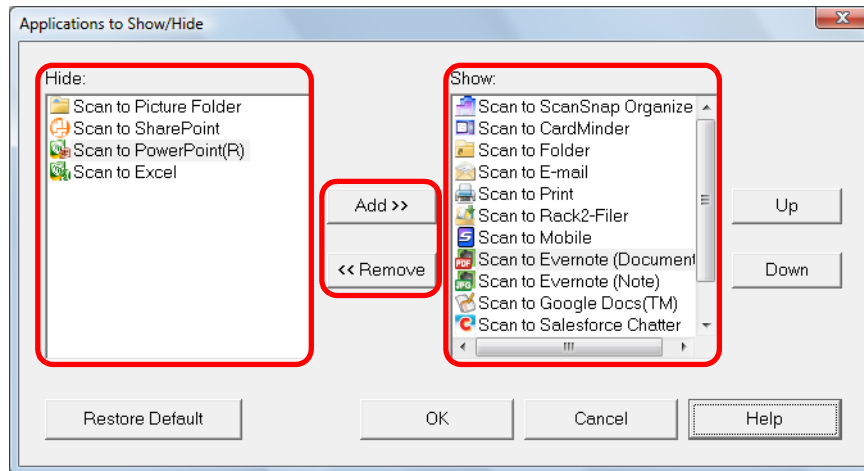 Applications to Show/Hide
Hide:
Scan to Picture Folder
Scan to SharePoint
Scan to PowerPoint(R)
Scan to Excel
Add >>
<< Remove
Show:
Scan to ScanSnap Organize
Scan to CardMinder
Scan to Folder
Scan to E-mail
Scan to Print
Scan to Rack2-Filer
Scan to Mobile
Scan to Evernote (Document
Scan to Evernote (Note)
Scan to Google Docs(TM)
Scan to Salesforce Chatter
Up
Down
Restore Default
OK
Cancel
Help